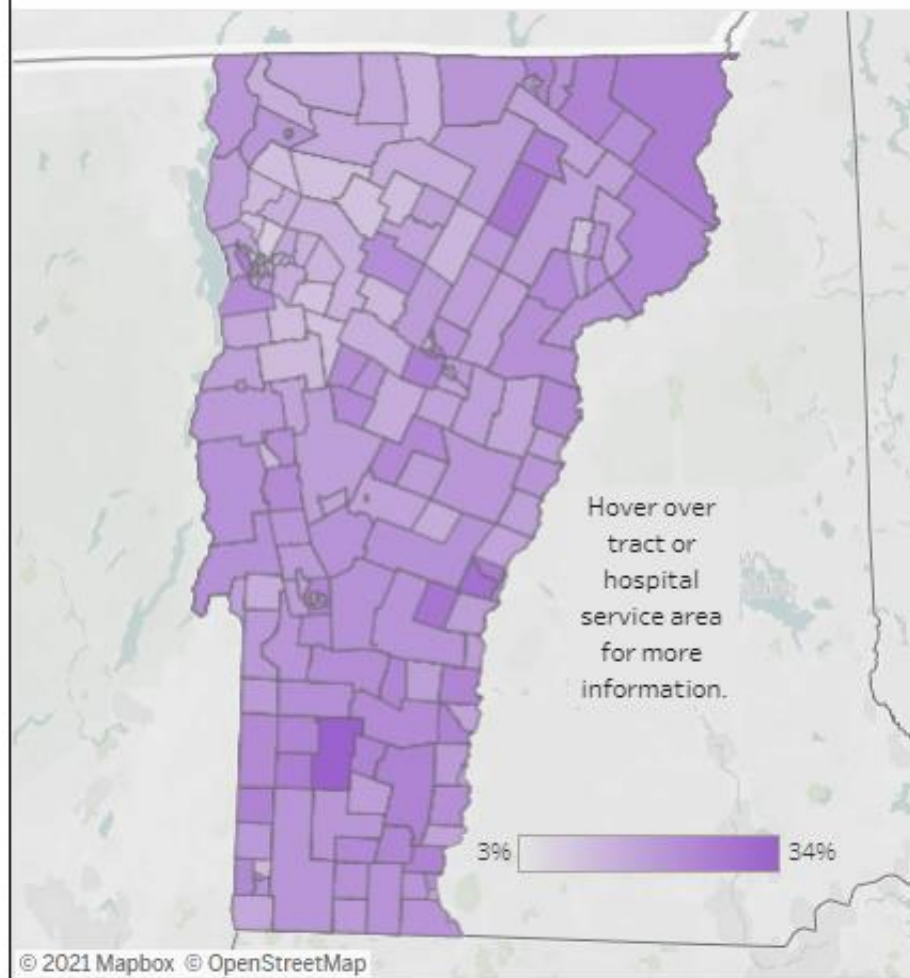 Hover over
tract or
hospital
service area
for more
information.
3%
34%
© 2021 Mapbox © OpenStreetMap